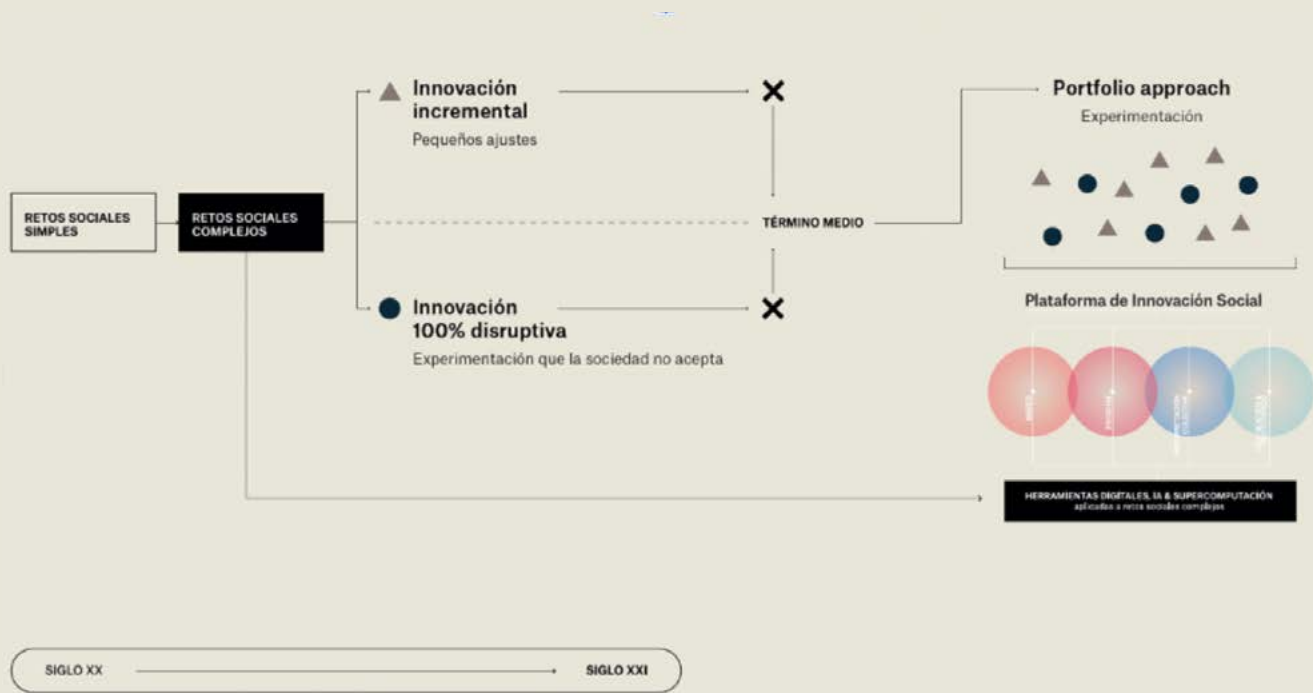 RETOS SOCIALES
SIMPLES
RETOS SOCIALES
COMPLEJOS
Innovación
incremental
Pequeños ajustes
Innovación
100% disruptiva
Experimentación que la sociedad no acepta
TÉRMINO MEDIO
Portfolio approach
Experimentación
Plataforma de Innovación Social
HERRAMIENTAS DIGITALES, IA & SUPERCOMPUTACIÓN
aplicadas a retos sociales complejos
SIGLO XX
SIGLO XXI